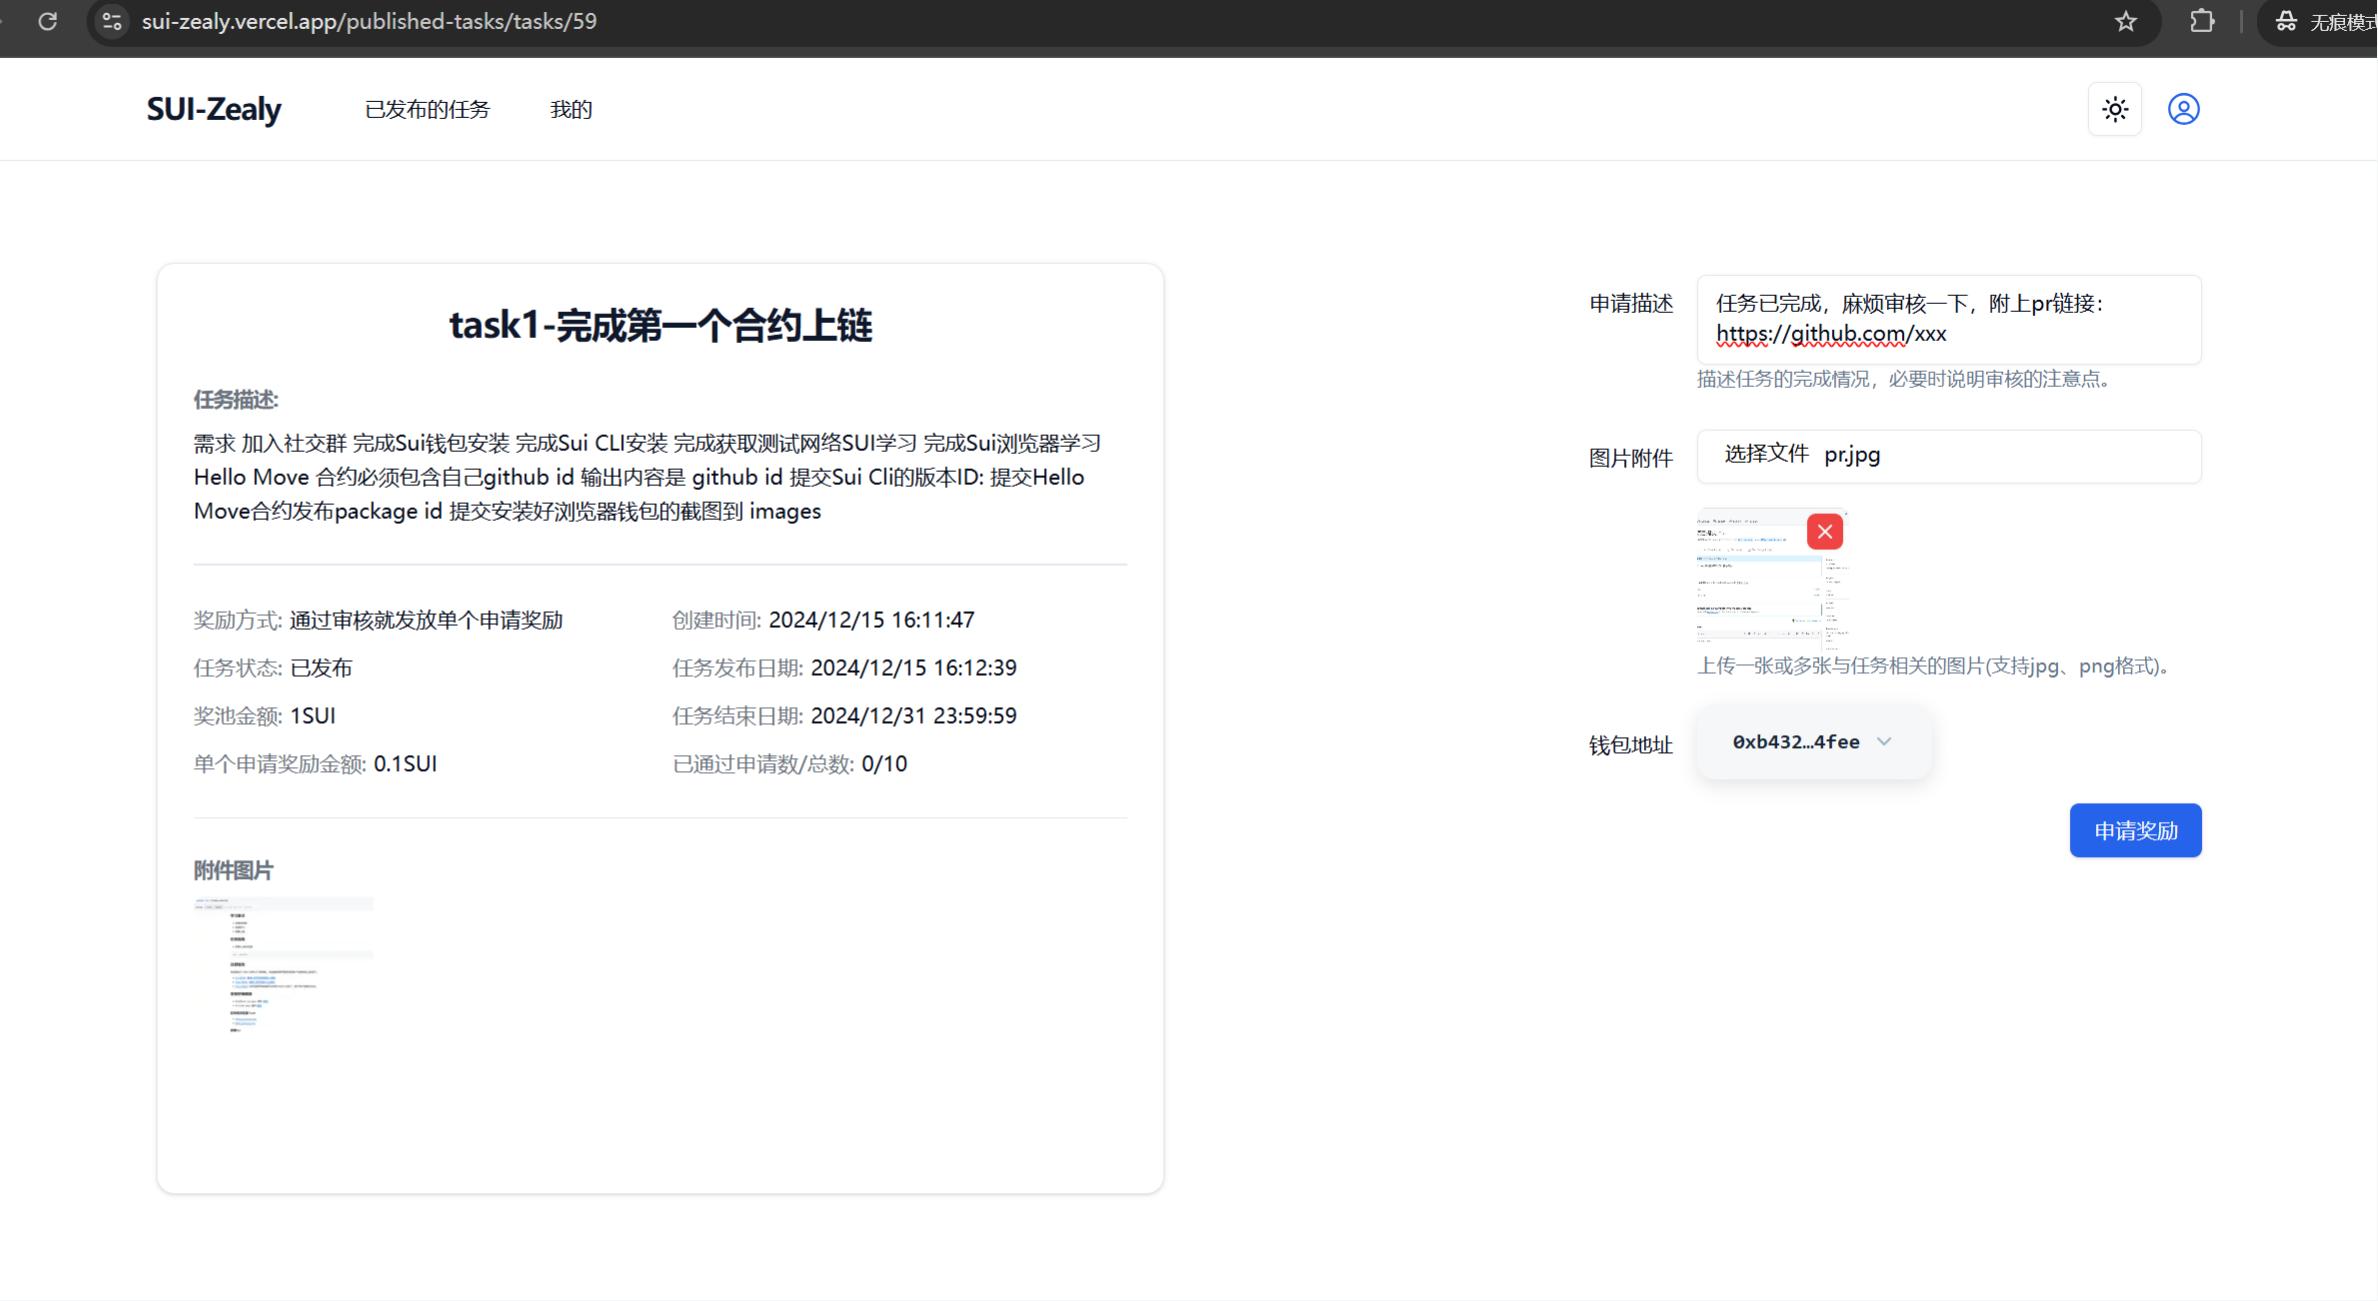 sui-zealy.vercel.app/published-tasks/tasks/59
无痕模式
SUI-Zealy
已发布的任务
我的
task1-完成第一个合约上链
任务描述:
需求 加入社交群 完成Sui钱包安装 完成Sui CLI安装 完成获取测试网络SUI学习 完成Sui浏览器学习
Hello Move 合约必须包含自己github id 输出内容是 github id 提交Sui Cli的版本ID: 提交Hello
Move合约发布package id 提交安装好浏览器钱包的截图到 images
奖励方式: 通过审核就发放单个申请奖励
创建时间: 2024/12/15 16:11:47
任务状态: 已发布
任务发布日期: 2024/12/15 16:12:39
奖池金额: 1SUI
任务结束日期: 2024/12/31 23:59:59
单个申请奖励金额: 0.1SUI
已通过申请数/总数: 0/10
附件图片
申请描述
任务已完成，麻烦审核一下，附上pr链接：
https://github.com/xxx
描述任务的完成情况，必要时说明审核的注意点。
图片附件
选择文件 pr.jpg
上传一张或多张与任务相关的图片(支持jpg、png格式)。
钱包地址
0xb432…4fee
申请奖励